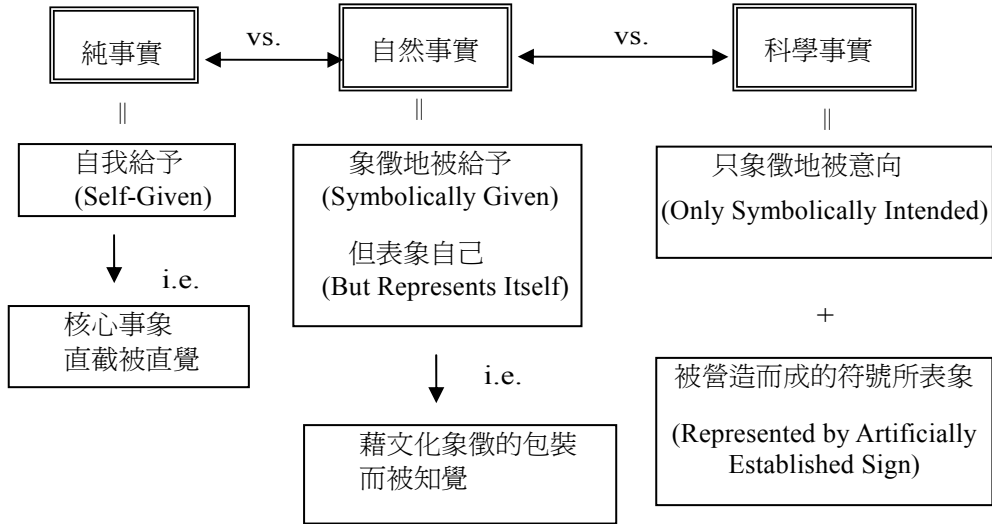 純事實
vs.
自然事實
vs.
科學事實
||
||
||
自我給予
(Self-Given)
象徵地被給予
(Symbolically Given)
但表象自己
(But Represents Itself)
只象徵地被意向
(Only Symbolically Intended)
i.e.
+
核心事象
直截被直覺
i.e.
被營造而成的符號所表象
(Represented by Artificially
Established Sign)
藉文化象徵的包裝
而被知覺